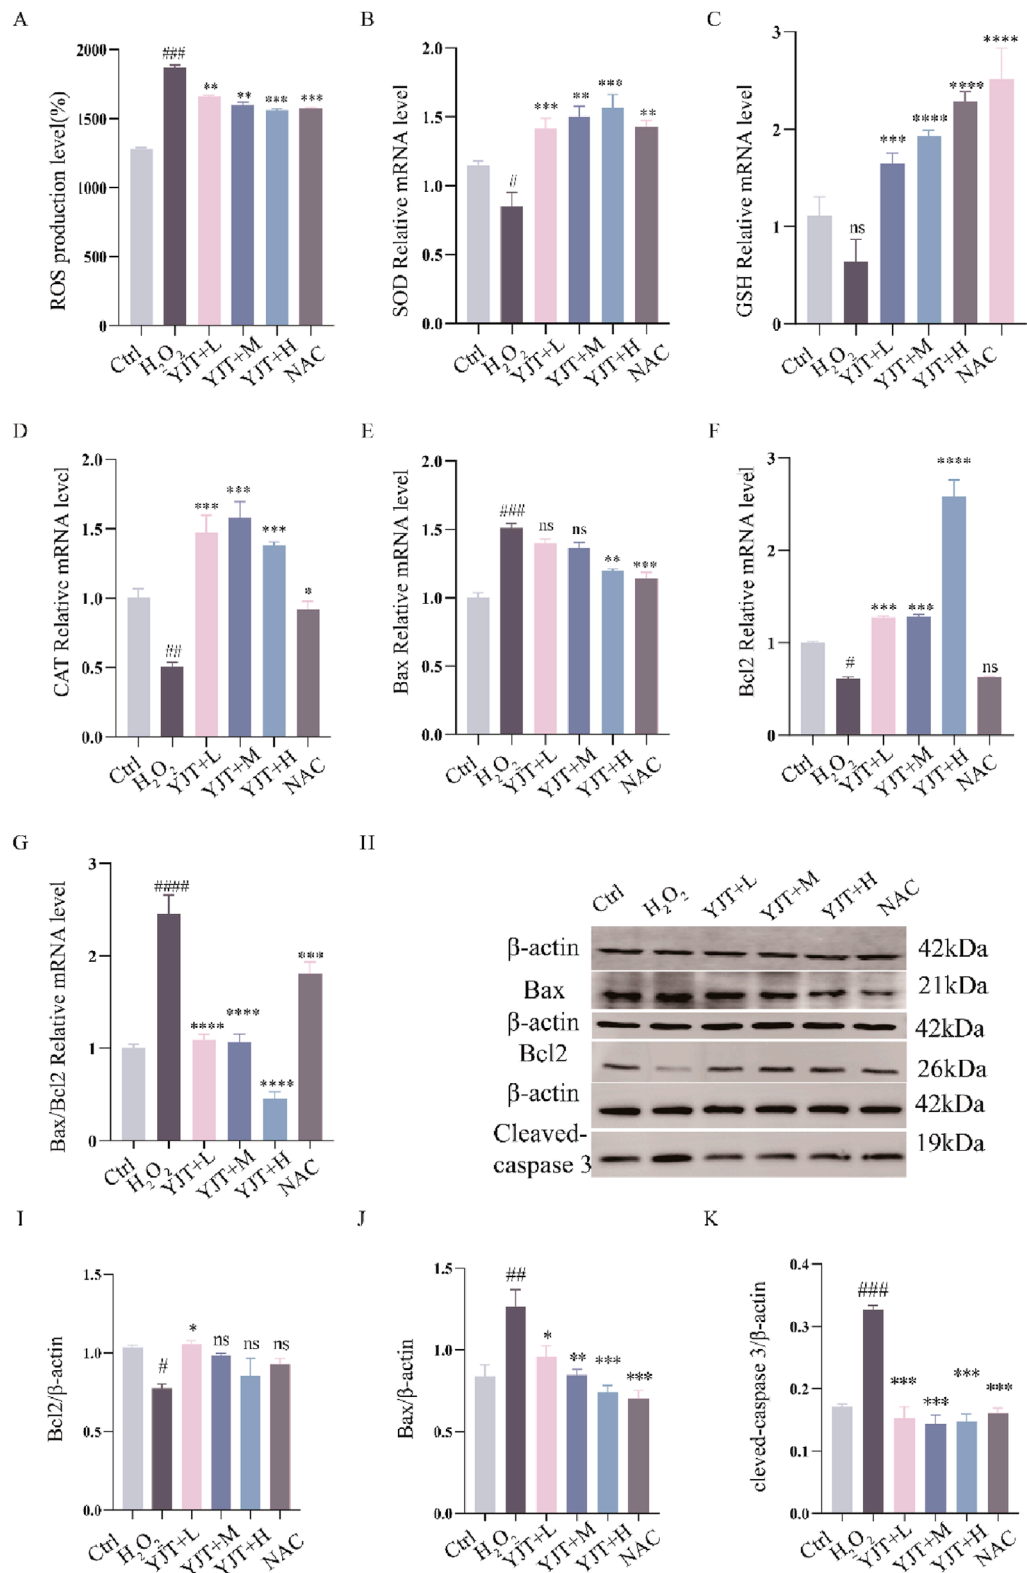 A
ROS production level(%)
2000
1500
1000
500
0
###
**
**
***
***
Ctrl
H2O2
YJT+L
YJT+M
YJT+H
NAC
B
SOD Relative mRNA level
2.0
1.5
1.0
0.5
0.0
#
***
**
***
**
Ctrl
H2O2
YJT+L
YJT+M
YJT+H
NAC
C
GSH Relative mRNA level
3
2
1
0
ns
***
****
****
****
Ctrl
H2O2
YJT+L
YJT+M
YJT+H
NAC
D
CAT Relative mRNA level
2.0
1.5
1.0
0.5
0.0
##
***
***
***
*
Ctrl
H2O2
YJT+L
YJT+M
YJT+H
NAC
E
Bax Relative mRNA level
2.0
1.5
1.0
0.5
0.0
###
ns
ns
**
***
Ctrl
H2O2
YJT+L
YJT+M
YJT+H
NAC
F
Bcl2 Relative mRNA level
3
2
1
0
#
***
***
****
ns
Ctrl
H2O2
YJT+L
YJT+M
YJT+H
NAC
G
Bax/Bcl2 Relative mRNA level
3
2
1
0
####
****
****
****
***
Ctrl
H2O2
YJT+L
YJT+M
YJT+H
NAC
H
Ctrl
H2O2
YJT+L
YJT+M
YJT+H
NAC
β-actin 42kDa
Bax 21kDa
β-actin 42kDa
Bcl2 26kDa
β-actin 42kDa
Cleaved-
caspase 3 19kDa
I
Bcl2/β-actin
1.5
1.0
0.5
0.0
#
*
ns
ns
ns
Ctrl
H2O2
YJT+L
YJT+M
YJT+H
NAC
J
Bax/β-actin
1.5
1.0
0.5
0.0
##
*
**
***
***
Ctrl
H2O2
YJT+L
YJT+M
YJT+H
NAC
K
cleved-caspase 3/β-actin
0.4
0.3
0.2
0.1
0.0
###
***
***
***
***
Ctrl
H2O2
YJT+L
YJT+M
YJT+H
NAC